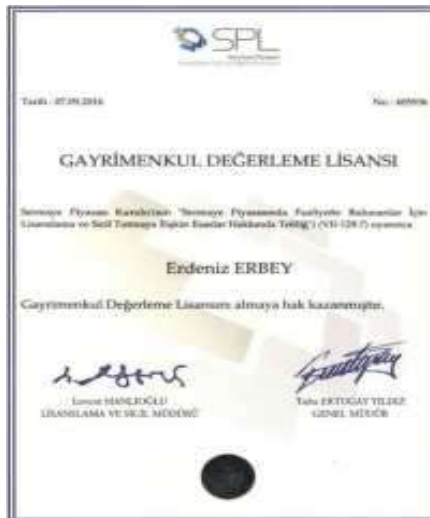 SPL
Tarih : 07.09.2016
No :
GAYRİMENKUL DEĞERLEME LİSANSI
Sermaye Piyasası Kurulu'nun "Sermaye Piyasasında Faaliyette Bulunanlar İçin
Lisanslama ve Sicil Tutmaya İlişkin Esaslar Hakkında Tebliğ"i (VII-128.7) uyarınca
Erdeniz ERBEY
Gayrimenkul Değerleme Lisansını almaya hak kazanmıştır.
Levent HANLIOĞLU
LİSANSLAMA VE SİCİL MÜDÜRÜ
Tuba ERTUGAY YILDIZ
GENEL MÜDÜR